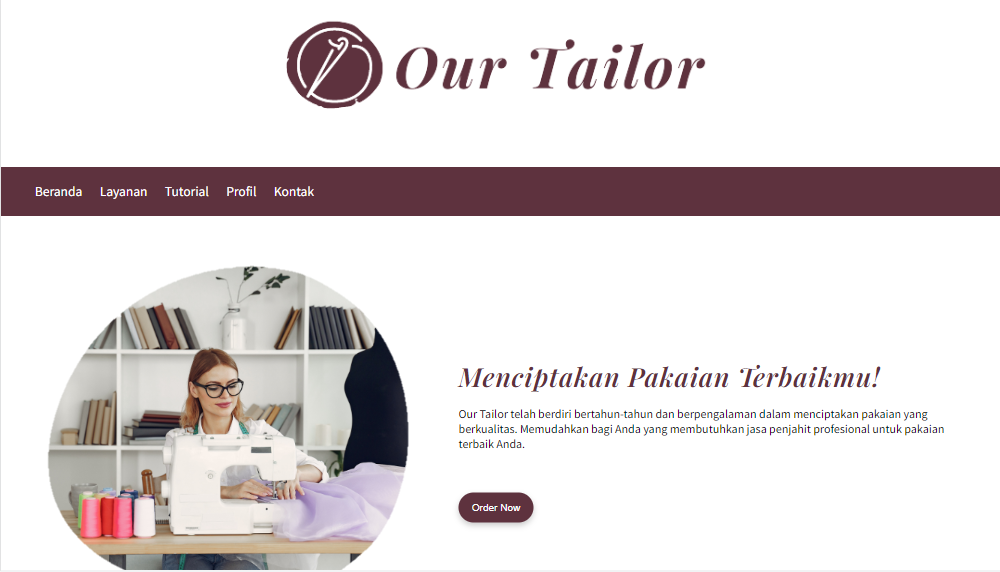 Our Tailor
Beranda Layanan Tutorial Profil Kontak
Menciptakan Pakaian Terbaikmu!
Our Tailor telah berdiri bertahun-tahun dan berpengalaman dalam menciptakan pakaian yang
berkualitas. Memudahkan bagi Anda yang membutuhkan jasa penjahit profesional untuk pakaian
terbaik Anda.
Order Now